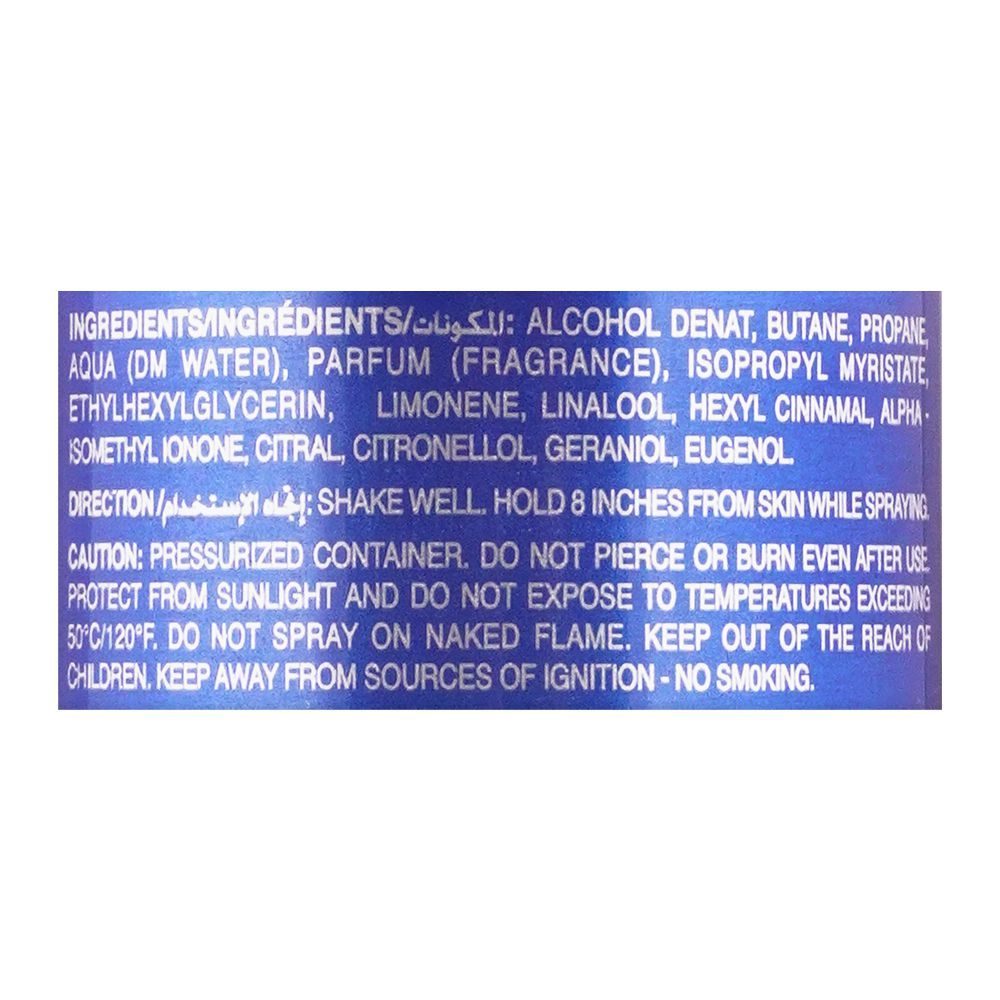 INGREDIENTS/INGRÉDIENTS/المكونات: ALCOHOL DENAT, BUTANE, PROPANE,
AQUA (DM WATER), PARFUM (FRAGRANCE), ISOPROPYL MYRISTATE,
ETHYLHEXYLGLYCERIN, LIMONENE, LINALOOL, HEXYL CINNAMAL, ALPHA-
ISOMETHYL IONONE, CITRAL, CITRONELLOL, GERANIOL, EUGENOL.
DIRECTION/إتجاه الإستخدام: SHAKE WELL. HOLD 8 INCHES FROM SKIN WHILE SPRAYING.
CAUTION: PRESSURIZED CONTAINER. DO NOT PIERCE OR BURN EVEN AFTER USE.
PROTECT FROM SUNLIGHT AND DO NOT EXPOSE TO TEMPERATURES EXCEEDING
50°C/120°F. DO NOT SPRAY ON NAKED FLAME. KEEP OUT OF THE REACH OF
CHILDREN. KEEP AWAY FROM SOURCES OF IGNITION - NO SMOKING.